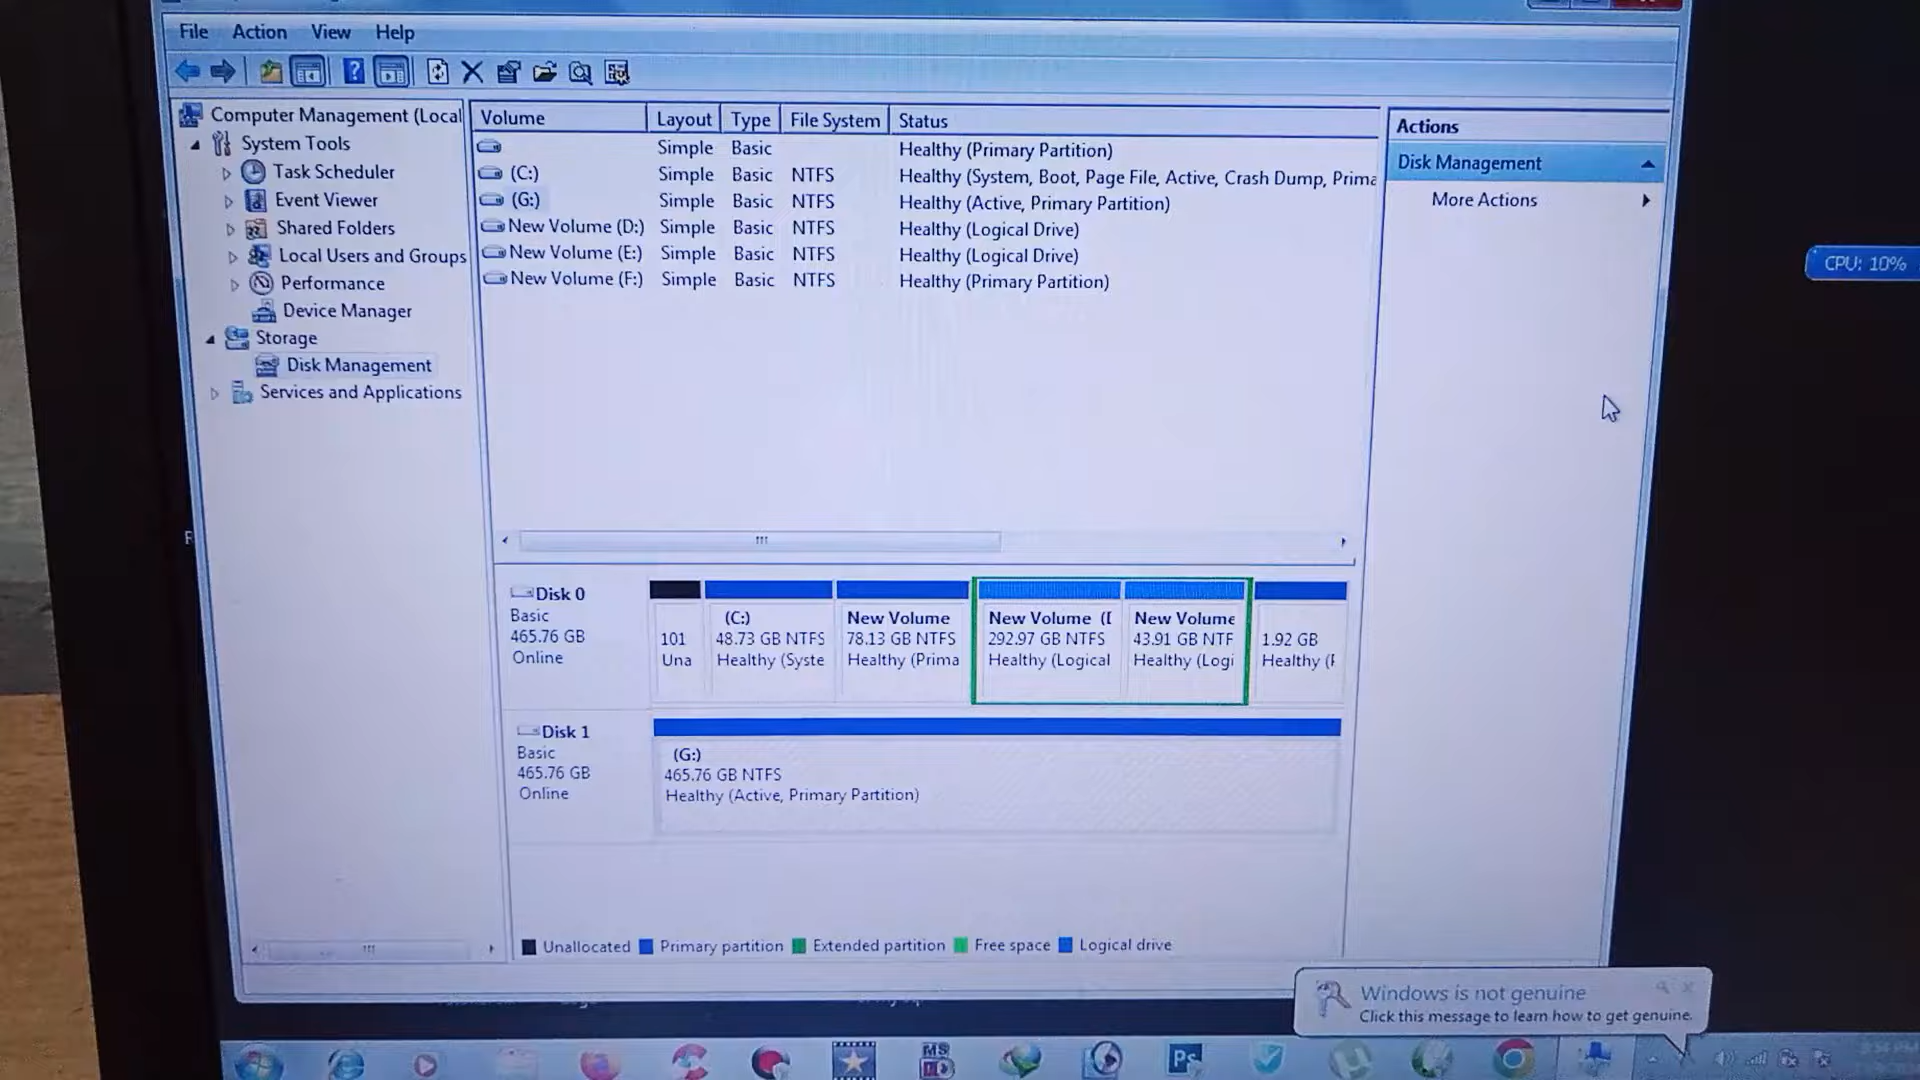 File Action View Help
Computer Management (Local
System Tools
Task Scheduler
Event Viewer
Shared Folders
Local Users and Groups
Performance
Device Manager
Storage
Disk Management
Services and Applications
Volume Layout Type File System Status
Simple Basic Healthy (Primary Partition)
(C:) Simple Basic NTFS Healthy (System, Boot, Page File, Active, Crash Dump, Prima
(G:) Simple Basic NTFS Healthy (Active, Primary Partition)
New Volume (D:) Simple Basic NTFS Healthy (Logical Drive)
New Volume (E:) Simple Basic NTFS Healthy (Logical Drive)
New Volume (F:) Simple Basic NTFS Healthy (Primary Partition)
Actions
Disk Management
More Actions
CPU: 10%
Disk 0
Basic
465.76 GB
Online
101
Una
(C:)
48.73 GB NTFS
Healthy (Syste
New Volume
78.13 GB NTFS
Healthy (Prima
New Volume (D
292.97 GB NTFS
Healthy (Logical
New Volume
43.91 GB NTF
Healthy (Logi
1.92 GB
Healthy (P
Disk 1
Basic
465.76 GB
Online
(G:)
465.76 GB NTFS
Healthy (Active, Primary Partition)
Unallocated Primary partition Extended partition Free space Logical drive
Windows is not genuine
Click this message to learn how to get genuine.
MS
Ps